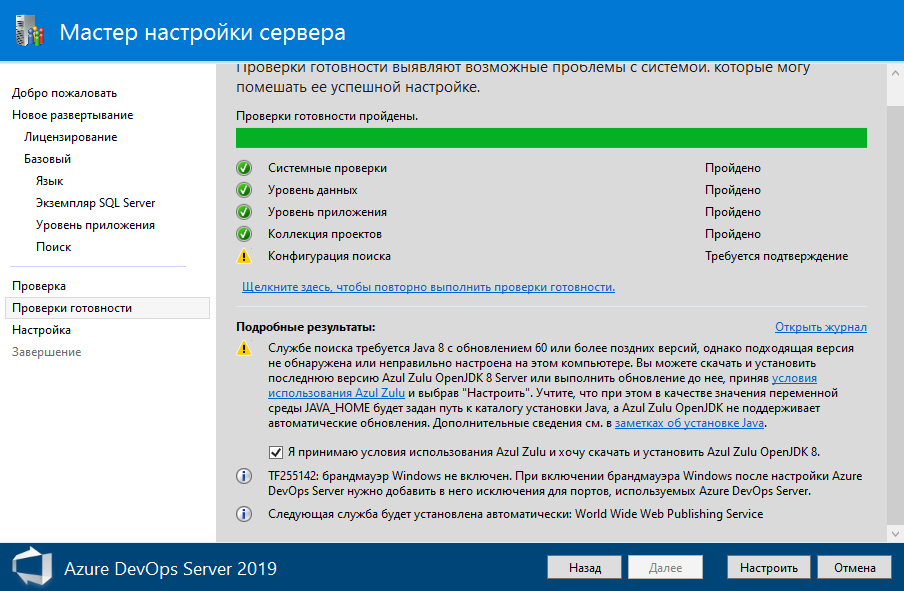 Мастер настройки сервера
Добро пожаловать
Новое развертывание
Лицензирование
Базовый
Язык
Экземпляр SQL Server
Уровень приложения
Поиск
Проверка
Проверки готовности
Настройка
Завершение
Проверки готовности выявляют возможные проблемы с системой, которые могут
помешать ее успешной настройке.
Проверки готовности пройдены.
Системные проверки Пройдено
Уровень данных Пройдено
Уровень приложения Пройдено
Коллекция проектов Пройдено
Конфигурация поиска Требуется подтверждение
Щелкните здесь, чтобы повторно выполнить проверки готовности.
Подробные результаты: Открыть журнал
Службе поиска требуется Java 8 с обновлением 60 или более поздних версий, однако подходящая версия
не обнаружена или неправильно настроена на этом компьютере. Вы можете скачать и установить
последнюю версию Azul Zulu OpenJDK 8 Server или выполнить обновление до нее, приняв условия
использования Azul Zulu и выбрав "Настроить". Учтите, что при этом в качестве значения переменной
среды JAVA_HOME будет задан путь к каталогу установки Java, а Azul Zulu OpenJDK не поддерживает
автоматические обновления. Дополнительные сведения см. в заметках об установке Java.
Я принимаю условия использования Azul Zulu и хочу скачать и установить Azul Zulu OpenJDK 8.
TF255142: брандмауэр Windows не включен. При включении брандмауэра Windows после настройки Azure
DevOps Server нужно добавить в него исключения для портов, используемых Azure DevOps Server.
Следующая служба будет установлена автоматически: World Wide Web Publishing Service
Azure DevOps Server 2019
Назад Далее Настроить Отмена